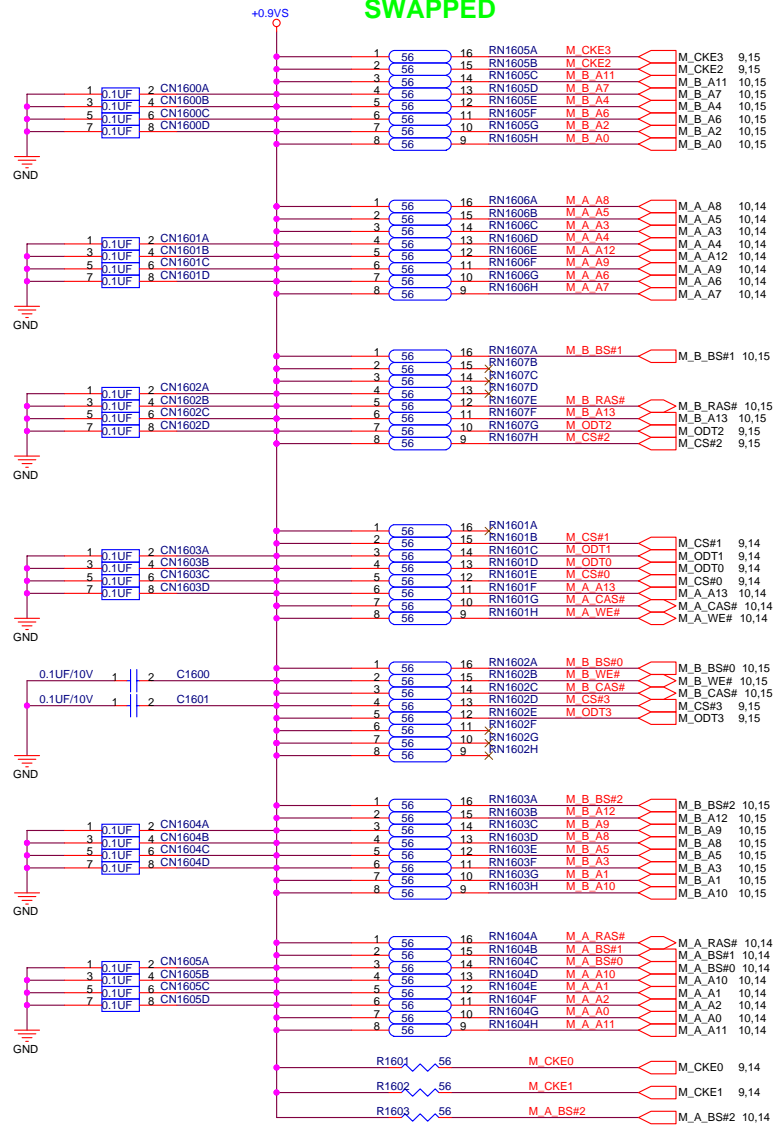 SWAPPED
+0.9VS
1 56 16 RN1605A M_CKE3 M_CKE3 9,15
2 56 15 RN1605B M_CKE2 M_CKE2 9,15
3 56 14 RN1605C M_B_A11 M_B_A11 10,15
4 56 13 RN1605D M_B_A7 M_B_A7 10,15
5 56 12 RN1605E M_B_A4 M_B_A4 10,15
6 56 11 RN1605F M_B_A6 M_B_A6 10,15
7 56 10 RN1605G M_B_A2 M_B_A2 10,15
8 56 9 RN1605H M_B_A0 M_B_A0 10,15
1 0.1UF 2 CN1600A
3 0.1UF 4 CN1600B
5 0.1UF 6 CN1600C
7 0.1UF 8 CN1600D
GND
1 56 16 RN1606A M_A_A8 M_A_A8 10,14
2 56 15 RN1606B M_A_A5 M_A_A5 10,14
3 56 14 RN1606C M_A_A3 M_A_A3 10,14
4 56 13 RN1606D M_A_A4 M_A_A4 10,14
5 56 12 RN1606E M_A_A12 M_A_A12 10,14
6 56 11 RN1606F M_A_A9 M_A_A9 10,14
7 56 10 RN1606G M_A_A6 M_A_A6 10,14
8 56 9 RN1606H M_A_A7 M_A_A7 10,14
1 0.1UF 2 CN1601A
3 0.1UF 4 CN1601B
5 0.1UF 6 CN1601C
7 0.1UF 8 CN1601D
GND
1 56 16 RN1607A M_B_BS#1 M_B_BS#1 10,15
2 56 15 RN1607B
3 56 14 RN1607C
4 56 13 RN1607D
5 56 12 RN1607E M_B_RAS# M_B_RAS# 10,15
6 56 11 RN1607F M_B_A13 M_B_A13 10,15
7 56 10 RN1607G M_ODT2 M_ODT2 9,15
8 56 9 RN1607H M_CS#2 M_CS#2 9,15
1 0.1UF 2 CN1602A
3 0.1UF 4 CN1602B
5 0.1UF 6 CN1602C
7 0.1UF 8 CN1602D
GND
1 56 16 RN1601A
2 56 15 RN1601B M_CS#1 M_CS#1 9,14
3 56 14 RN1601C M_ODT1 M_ODT1 9,14
4 56 13 RN1601D M_ODT0 M_ODT0 9,14
5 56 12 RN1601E M_CS#0 M_CS#0 9,14
6 56 11 RN1601F M_A_A13 M_A_A13 10,14
7 56 10 RN1601G M_A_CAS# M_A_CAS# 10,14
8 56 9 RN1601H M_A_WE# M_A_WE# 10,14
1 0.1UF 2 CN1603A
3 0.1UF 4 CN1603B
5 0.1UF 6 CN1603C
7 0.1UF 8 CN1603D
GND
1 56 16 RN1602A M_B_BS#0 M_B_BS#0 10,15
2 56 15 RN1602B M_B_WE# M_B_WE# 10,15
3 56 14 RN1602C M_B_CAS# M_B_CAS# 10,15
4 56 13 RN1602D M_CS#3 M_CS#3 9,15
5 56 12 RN1602E M_ODT3 M_ODT3 9,15
6 56 11 RN1602F
7 56 10 RN1602G
8 56 9 RN1602H
0.1UF/10V 1 2 C1600
0.1UF/10V 1 2 C1601
GND
1 56 16 RN1603A M_B_BS#2 M_B_BS#2 10,15
2 56 15 RN1603B M_B_A12 M_B_A12 10,15
3 56 14 RN1603C M_B_A9 M_B_A9 10,15
4 56 13 RN1603D M_B_A8 M_B_A8 10,15
5 56 12 RN1603E M_B_A5 M_B_A5 10,15
6 56 11 RN1603F M_B_A3 M_B_A3 10,15
7 56 10 RN1603G M_B_A1 M_B_A1 10,15
8 56 9 RN1603H M_B_A10 M_B_A10 10,15
1 0.1UF 2 CN1604A
3 0.1UF 4 CN1604B
5 0.1UF 6 CN1604C
7 0.1UF 8 CN1604D
GND
1 56 16 RN1604A M_A_RAS# M_A_RAS# 10,14
2 56 15 RN1604B M_A_BS#1 M_A_BS#1 10,14
3 56 14 RN1604C M_A_BS#0 M_A_BS#0 10,14
4 56 13 RN1604D M_A_A10 M_A_A10 10,14
5 56 12 RN1604E M_A_A1 M_A_A1 10,14
6 56 11 RN1604F M_A_A2 M_A_A2 10,14
7 56 10 RN1604G M_A_A0 M_A_A0 10,14
8 56 9 RN1604H M_A_A11 M_A_A11 10,14
1 0.1UF 2 CN1605A
3 0.1UF 4 CN1605B
5 0.1UF 6 CN1605C
7 0.1UF 8 CN1605D
GND
R1601 56 M_CKE0 M_CKE0 9,14
R1602 56 M_CKE1 M_CKE1 9,14
R1603 56 M_A_BS#2 M_A_BS#2 10,14